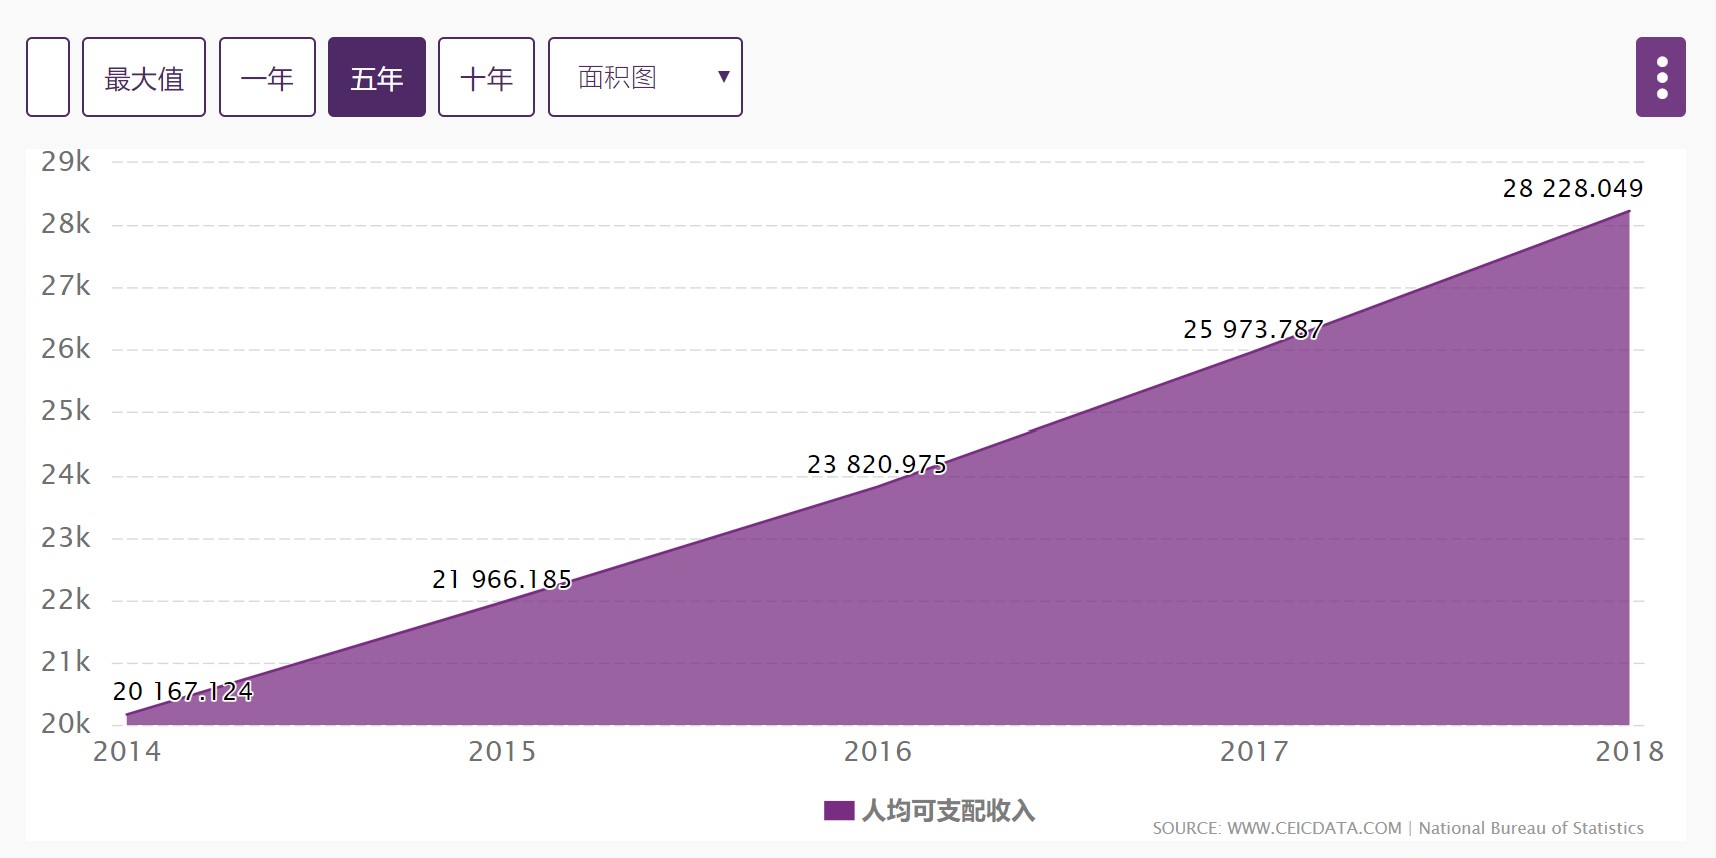 最大值 一年 五年 十年 面积图 ▼
29k
28 228.049
28k
27k
25 973.787
26k
25k
23 820.975
24k
23k
21 966.185
22k
21k
20 167.124
20k
2014 2015 2016 2017 2018
人均可支配收入
SOURCE: WWW.CEICDATA.COM | National Bureau of Statistics